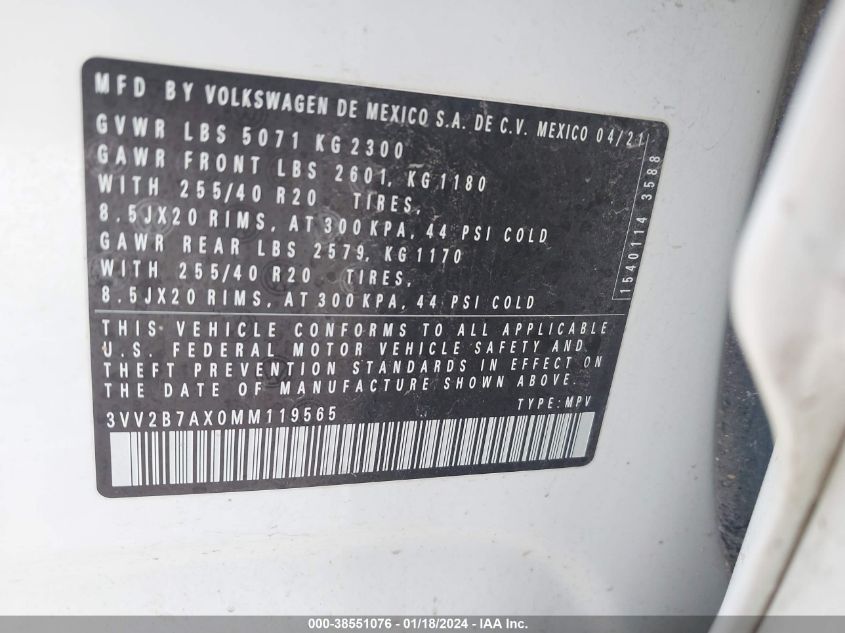 MFD BY VOLKSWAGEN DE MEXICO S.A. DE C.V. MEXICO 04/21
GVWR LBS 5071 KG 2300
GAWR FRONT LBS 2601, KG 1180
WITH 255/40 R20 TIRES,
8.5JX20 RIMS, AT 300 KPA, 44 PSI COLD
GAWR REAR LBS 2579, KG 1170
WITH 255/40 R20 TIRES,
8.5JX20 RIMS, AT 300 KPA, 44 PSI COLD
1540114 3588
THIS VEHICLE CONFORMS TO ALL APPLICABLE
U.S. FEDERAL MOTOR VEHICLE SAFETY AND
THEFT PREVENTION STANDARDS IN EFFECT ON
THE DATE OF MANUFACTURE SHOWN ABOVE.
3VV2B7AX0MM119565 TYPE:MPV
000-38551076 - 01/18/2024 - IAA Inc.